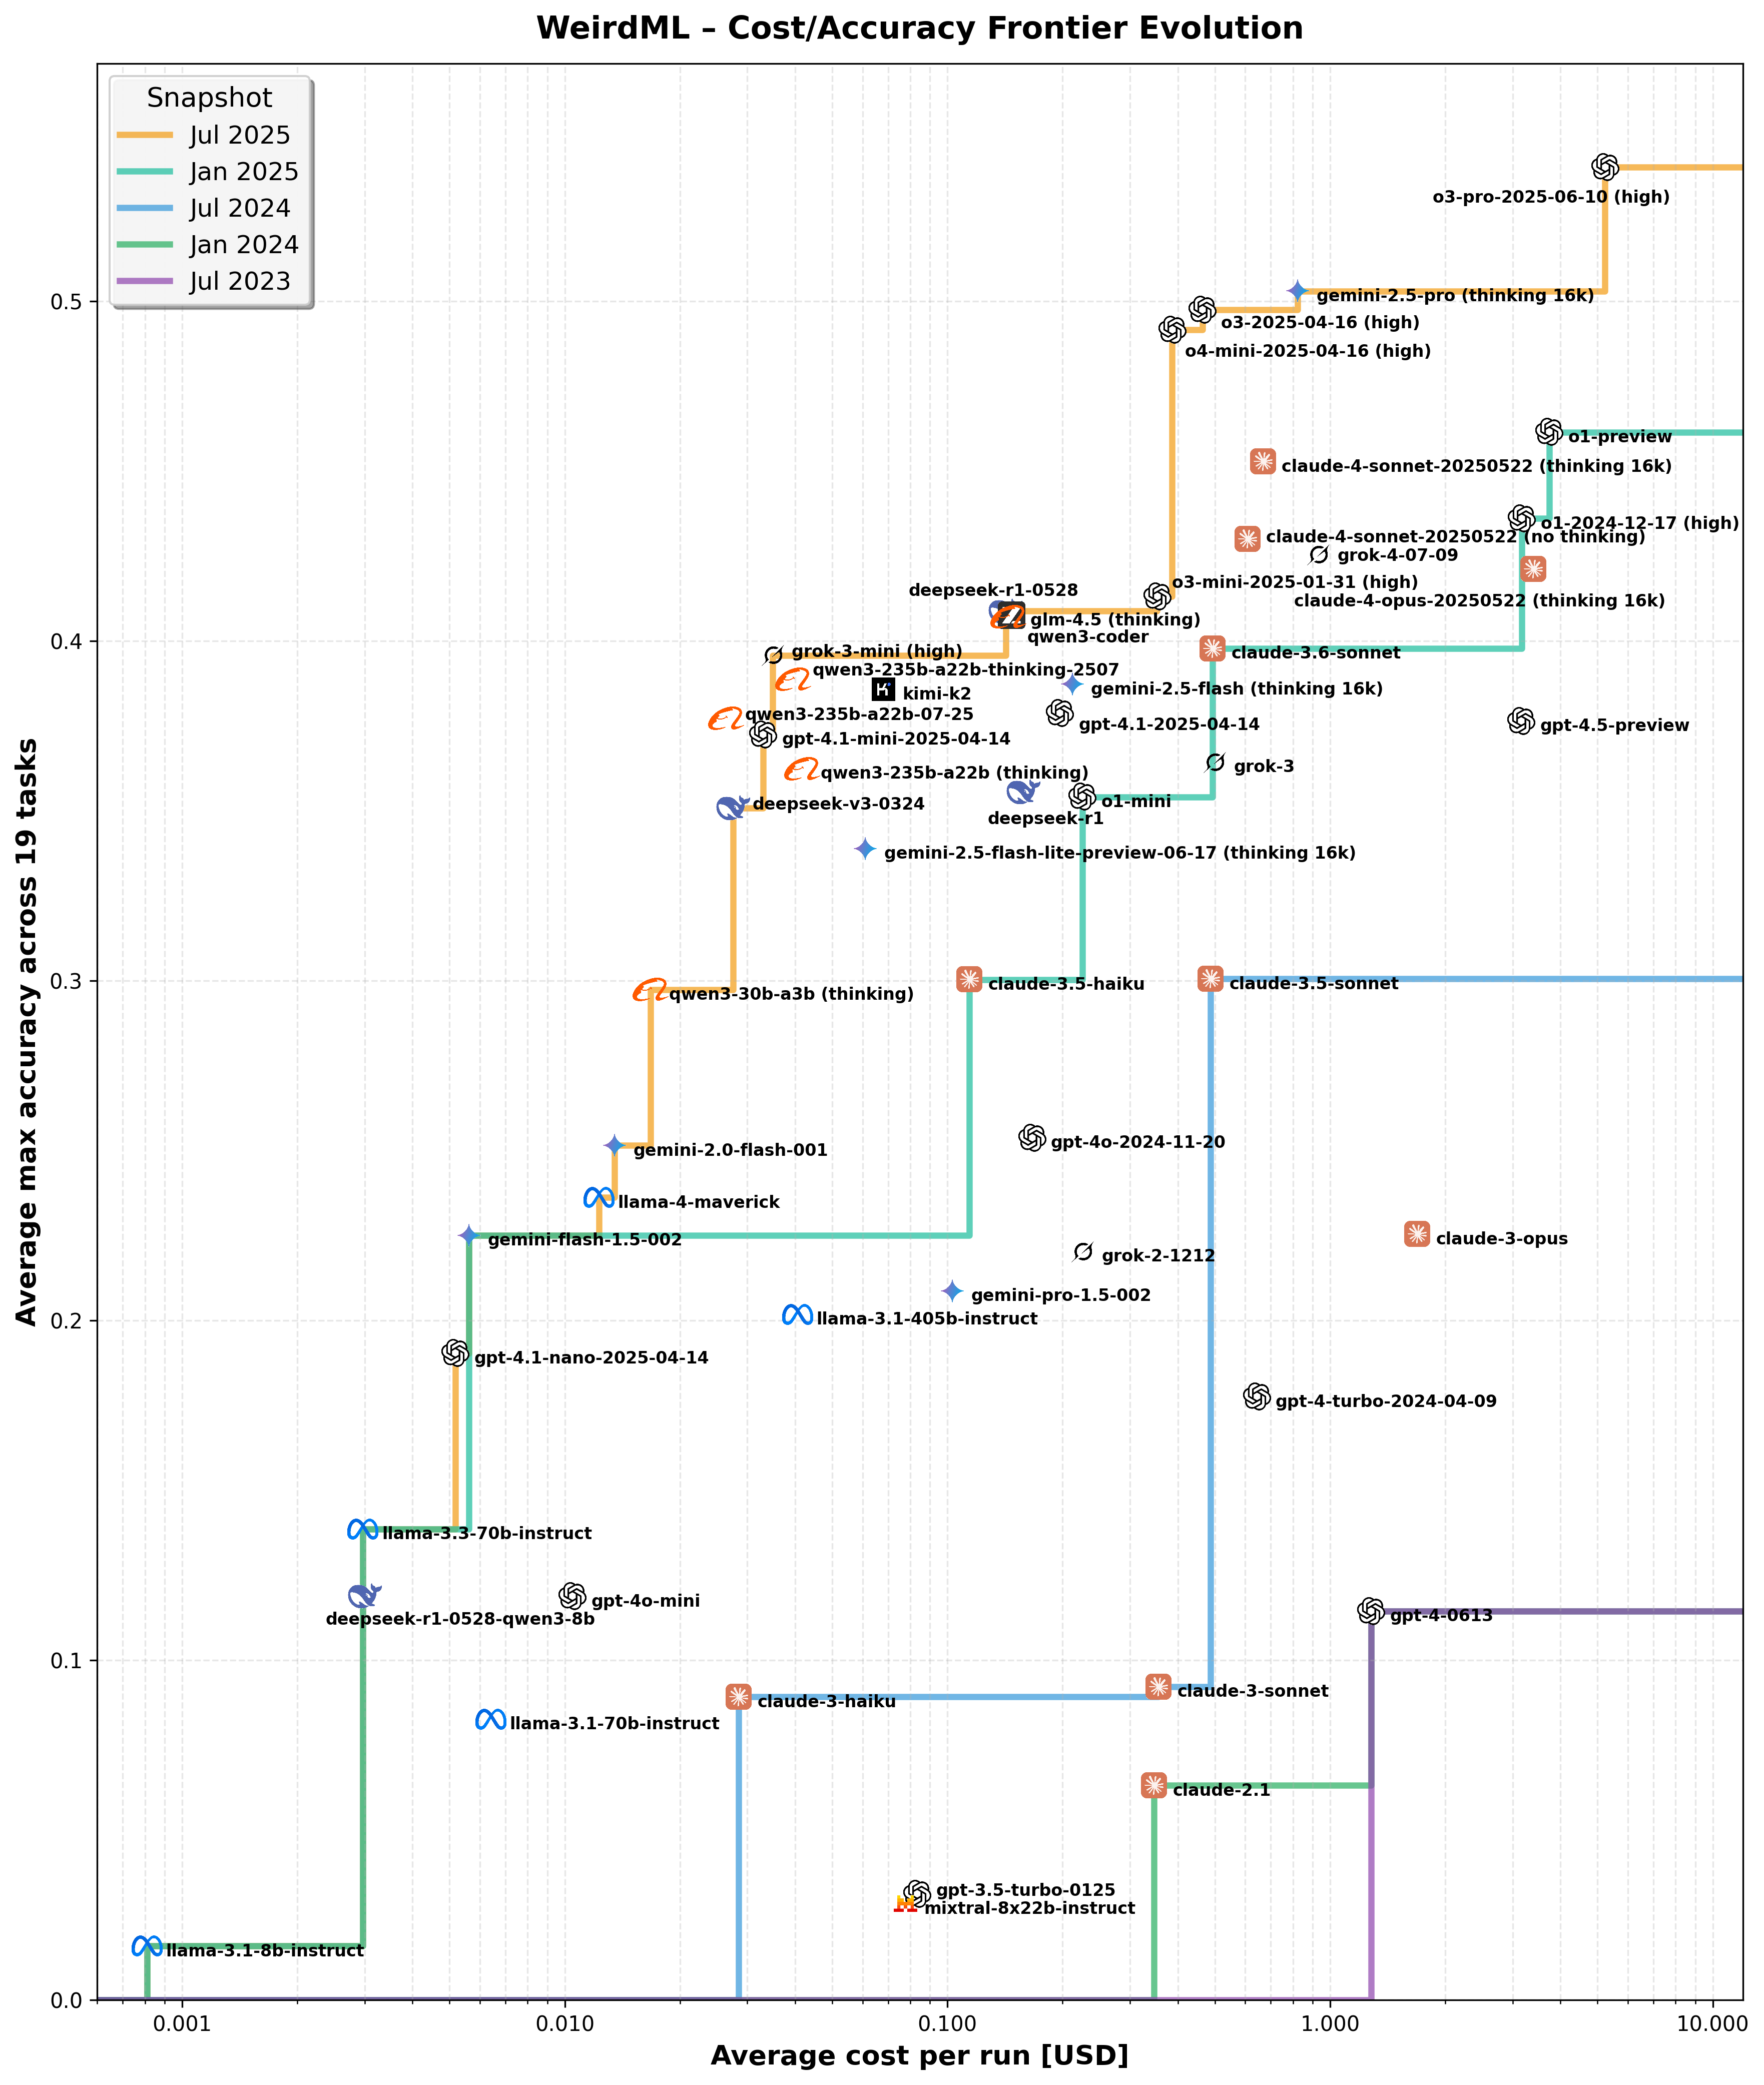 WeirdML – Cost/Accuracy Frontier Evolution
Snapshot
Jul 2025
Jan 2025
Jul 2024
Jan 2024
Jul 2023
Average max accuracy across 19 tasks
0.5
0.4
0.3
0.2
0.1
0.0
o3-pro-2025-06-10 (high)
gemini-2.5-pro (thinking 16k)
o3-2025-04-16 (high)
o4-mini-2025-04-16 (high)
o1-preview
claude-4-sonnet-20250522 (thinking 16k)
o1-2024-12-17 (high)
claude-4-sonnet-20250522 (no thinking)
grok-4-07-09
o3-mini-2025-01-31 (high)
deepseek-r1-0528
claude-4-opus-20250522 (thinking 16k)
glm-4.5 (thinking)
qwen3-coder
grok-3-mini (high)
claude-3.6-sonnet
qwen3-235b-a22b-thinking-2507
gemini-2.5-flash (thinking 16k)
kimi-k2
qwen3-235b-a22b-07-25
gpt-4.1-2025-04-14
gpt-4.5-preview
gpt-4.1-mini-2025-04-14
grok-3
qwen3-235b-a22b (thinking)
o1-mini
deepseek-v3-0324
deepseek-r1
gemini-2.5-flash-lite-preview-06-17 (thinking 16k)
claude-3.5-haiku
claude-3.5-sonnet
qwen3-30b-a3b (thinking)
gpt-4o-2024-11-20
gemini-2.0-flash-001
llama-4-maverick
gemini-flash-1.5-002
claude-3-opus
grok-2-1212
gemini-pro-1.5-002
llama-3.1-405b-instruct
gpt-4.1-nano-2025-04-14
gpt-4-turbo-2024-04-09
llama-3.3-70b-instruct
gpt-4o-mini
deepseek-r1-0528-qwen3-8b
gpt-4-0613
claude-3-sonnet
claude-3-haiku
llama-3.1-70b-instruct
claude-2.1
gpt-3.5-turbo-0125
mixtral-8x22b-instruct
llama-3.1-8b-instruct
0.001
0.010
0.100
1.000
10.000
Average cost per run [USD]